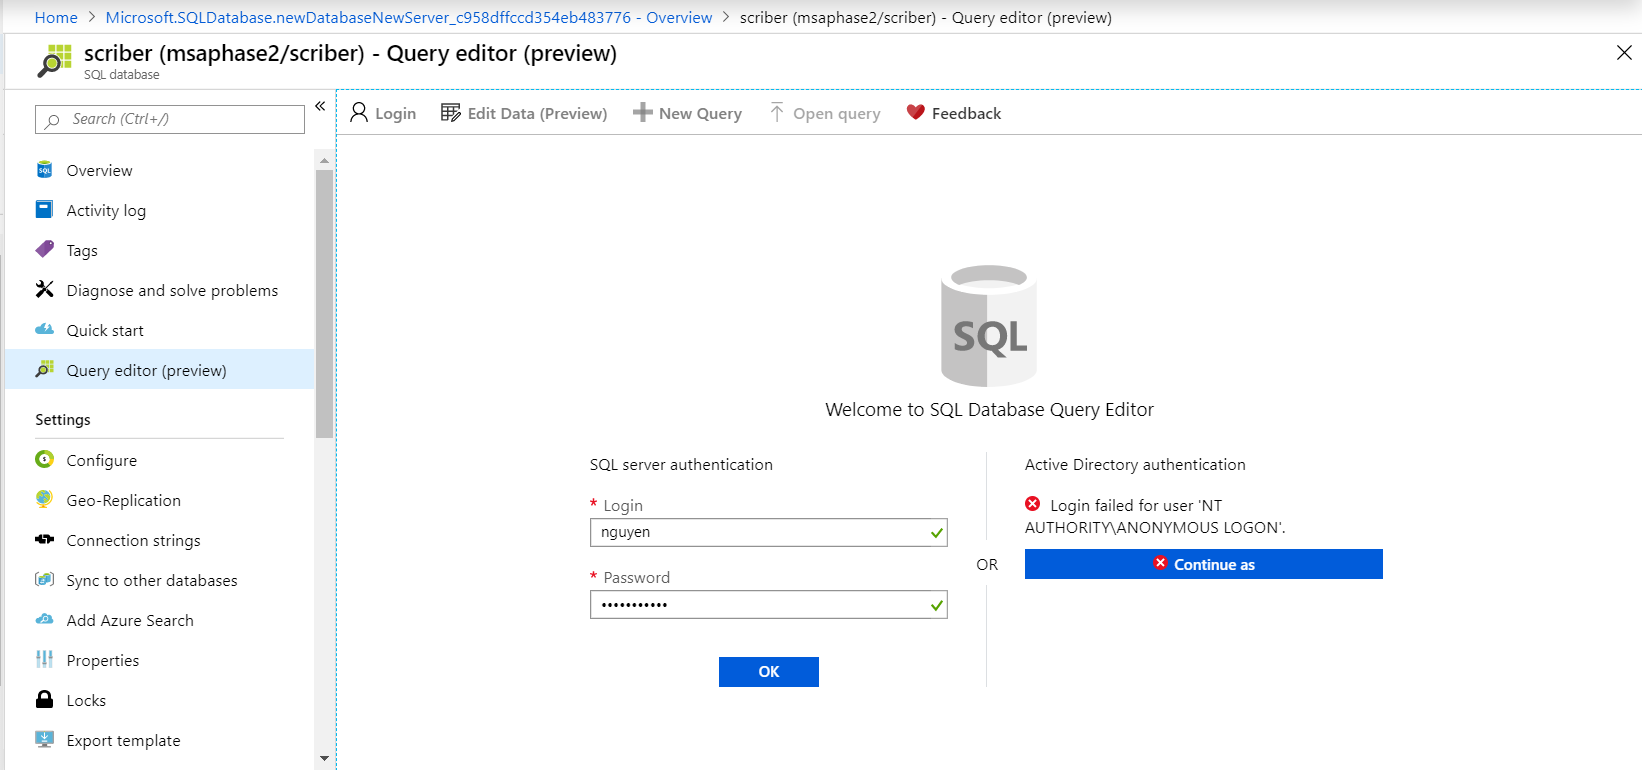 Home > Microsoft.SQLDatabase.newDatabaseNewServer_c958dffccd354eb483776 - Overview > scriber (msaphase2/scriber) - Query editor (preview)
scriber (msaphase2/scriber) - Query editor (preview)
SQL database
Search (Ctrl+/)
«
Overview
Activity log
Tags
Diagnose and solve problems
Quick start
Query editor (preview)
Settings
Configure
Geo-Replication
Connection strings
Sync to other databases
Add Azure Search
Properties
Locks
Export template
Login
Edit Data (Preview)
New Query
Open query
Feedback
SQL
Welcome to SQL Database Query Editor
SQL server authentication
* Login
nguyen
* Password
•••••••••••
OK
OR
Active Directory authentication
Login failed for user 'NT
AUTHORITY\ANONYMOUS LOGON'.
Continue as